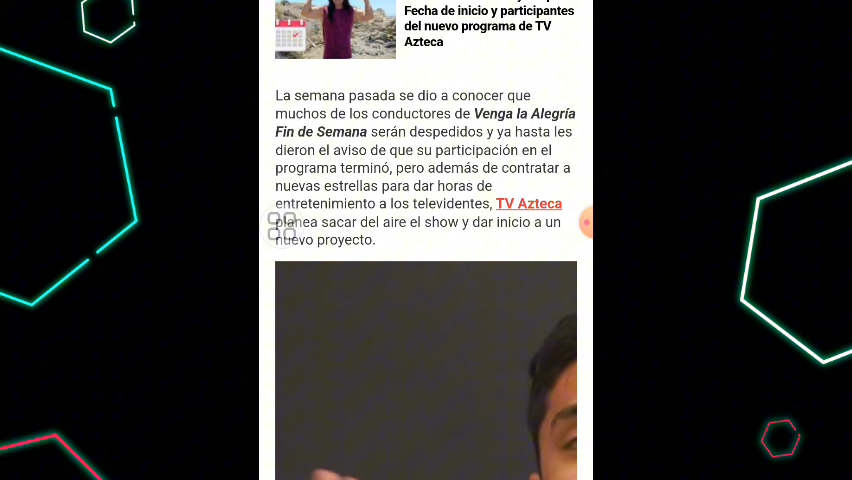 Fecha de inicio y participantes
del nuevo programa de TV
Azteca
La semana pasada se dio a conocer que
muchos de los conductores de Venga la Alegría
Fin de Semana serán despedidos y ya hasta les
dieron el aviso de que su participación en el
programa terminó, pero además de contratar a
nuevas estrellas para dar horas de
entretenimiento a los televidentes, TV Azteca
planea sacar del aire el show y dar inicio a un
nuevo proyecto.